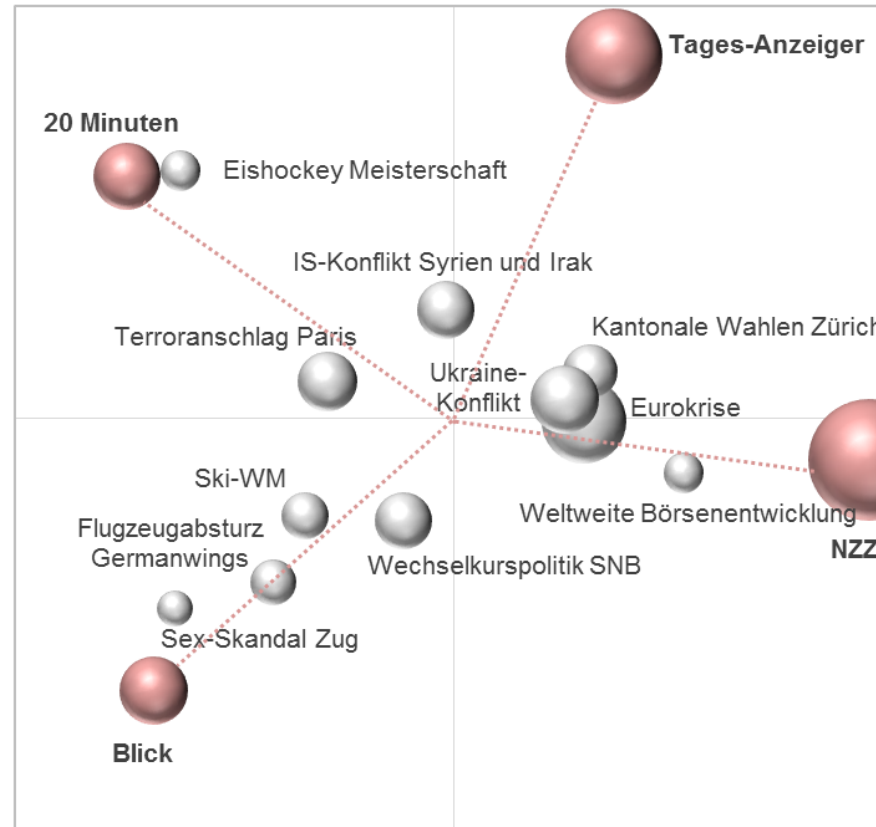 Tages-Anzeiger
20 Minuten
Eishockey Meisterschaft
IS-Konflikt Syrien und Irak
Kantonale Wahlen Zürich
Terroranschlag Paris
Ukraine-
Konflikt
Eurokrise
Ski-WM
Weltweite Börsenentwicklung
Flugzeugabsturz
Germanwings
NZZ
Wechselkurspolitik SNB
Sex-Skandal Zug
Blick